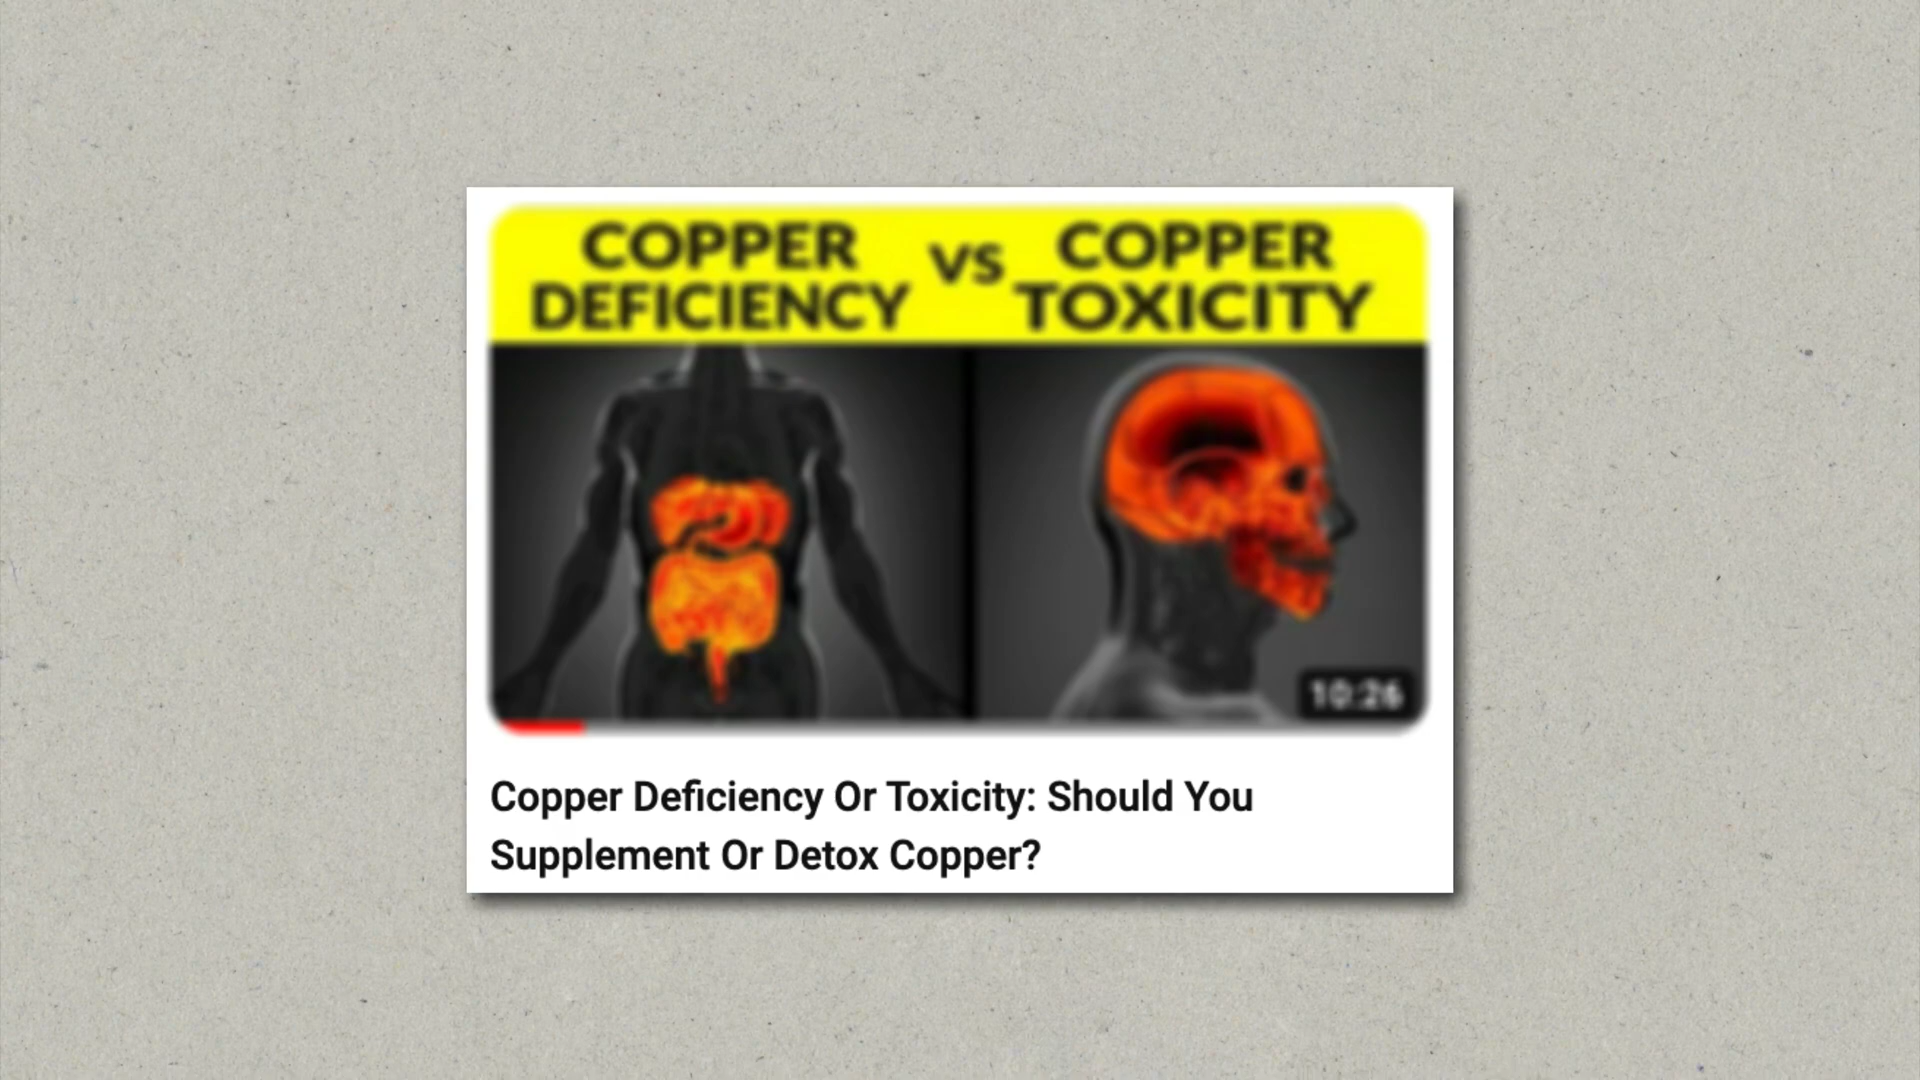 COPPER DEFICIENCY VS COPPER TOXICITY
10:26
Copper Deficiency Or Toxicity: Should You
Supplement Or Detox Copper?